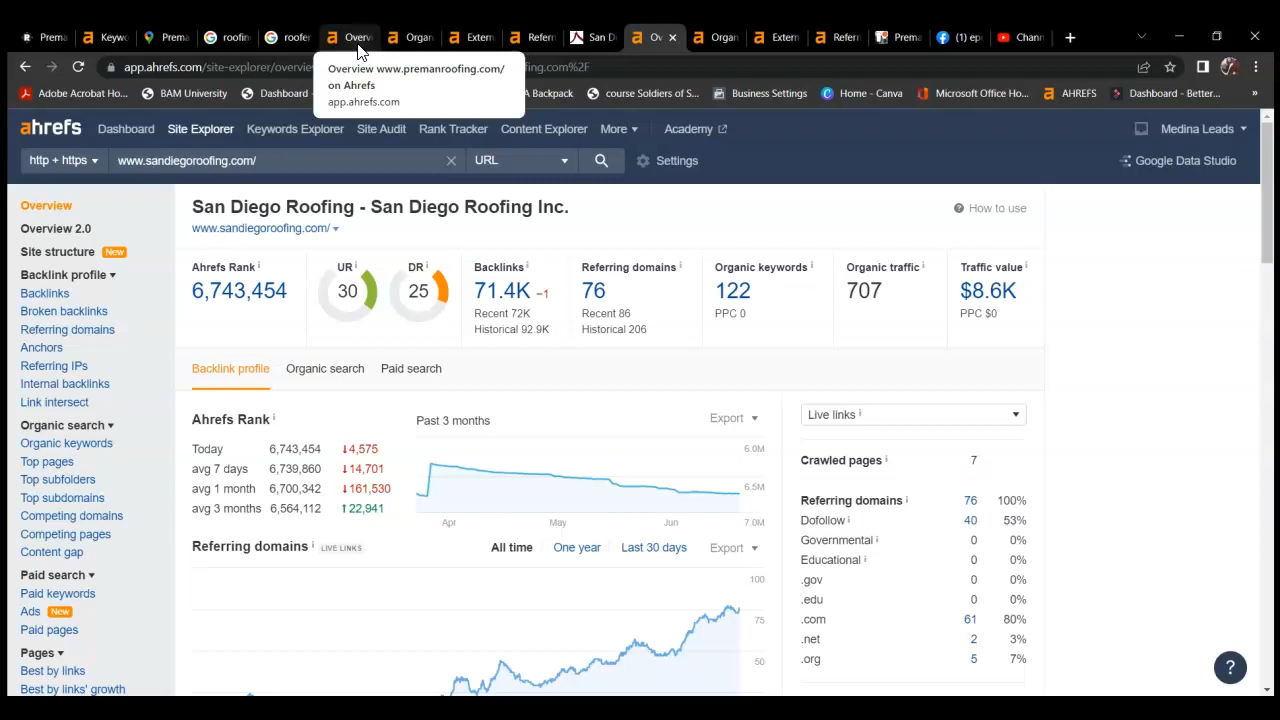 Prema
Keywo
Prema
roofin
roofer
Overv
Organ
Extern
Referr
San D
Ov
Organ
Extern
Referr
Prema
(1) ep
Chann
app.ahrefs.com/site-explorer/overvie
fing.com%2F
Overview www.premanroofing.com/
on Ahrefs
app.ahrefs.com
Adobe Acrobat Ho...
BAM University
Dashboard
A Backpack
course Soldiers of S...
Business Settings
Home - Canva
Microsoft Office Ho...
AHREFS
Dashboard - Better...
»
ahrefs
Dashboard
Site Explorer
Keywords Explorer
Site Audit
Rank Tracker
Content Explorer
More
Academy
Medina Leads
http + https
www.sandiegoroofing.com/
URL
Settings
Google Data Studio
Overview
Overview 2.0
Site structure New
Backlink profile
Backlinks
Broken backlinks
Referring domains
Anchors
Referring IPs
Internal backlinks
Link intersect
Organic search
Organic keywords
Top pages
Top subfolders
Top subdomains
Competing domains
Competing pages
Content gap
Paid search
Paid keywords
Ads New
Paid pages
Pages
Best by links
Best by links' growth
San Diego Roofing - San Diego Roofing Inc.
How to use
www.sandiegoroofing.com/
Ahrefs Rank
6,743,454
UR
30
DR
25
Backlinks
71.4K −1
Recent 72K
Historical 92.9K
Referring domains
76
Recent 86
Historical 206
Organic keywords
122
PPC 0
Organic traffic
707
Traffic value
$8.6K
PPC $0
Backlink profile
Organic search
Paid search
Ahrefs Rank
Today 6,743,454 ↓4,575
avg 7 days 6,739,860 ↓14,701
avg 1 month 6,700,342 ↓161,530
avg 3 months 6,564,112 ↑22,941
Past 3 months
Export
6.0M
6.5M
7.0M
Apr
May
Jun
Referring domains LIVE LINKS
All time
One year
Last 30 days
Export
100
75
50
Live links
Crawled pages 7
Referring domains 76 100%
Dofollow 40 53%
Governmental 0 0%
Educational 0 0%
.gov 0 0%
.edu 0 0%
.com 61 80%
.net 2 3%
.org 5 7%
?